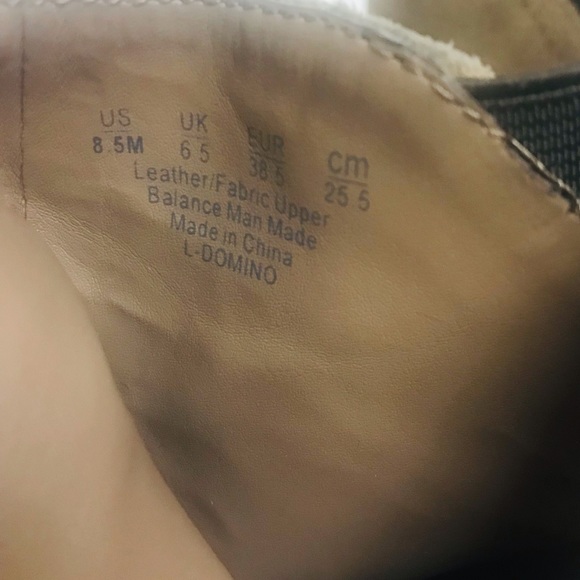 US UK EUR cm
8.5M 6.5 38.5 25.5
Leather/Fabric Upper
Balance Man Made
Made in China
L-DOMINO